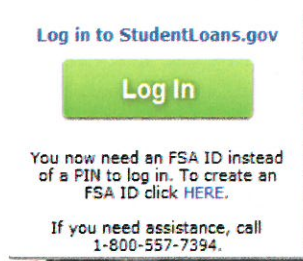 Log in to StudentLoans.gov
Log In
You now need an FSA ID instead
of a PIN to log in. To create an
FSA ID click HERE.
If you need assistance, call
1-800-557-7394.